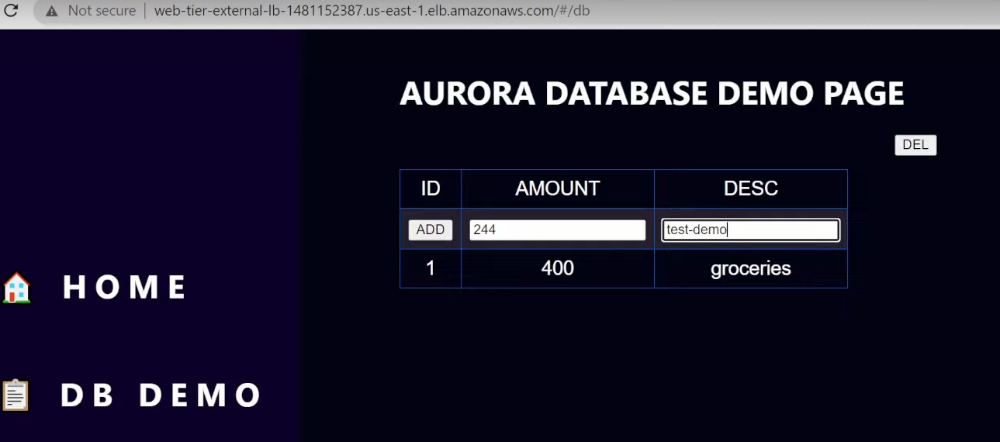 Not secure web-tier-external-lb-1481152387.us-east-1.elb.amazonaws.com/#/db
AURORA DATABASE DEMO PAGE
DEL
ID AMOUNT DESC
ADD 244 test-demo
1 400 groceries
HOME
DB DEMO